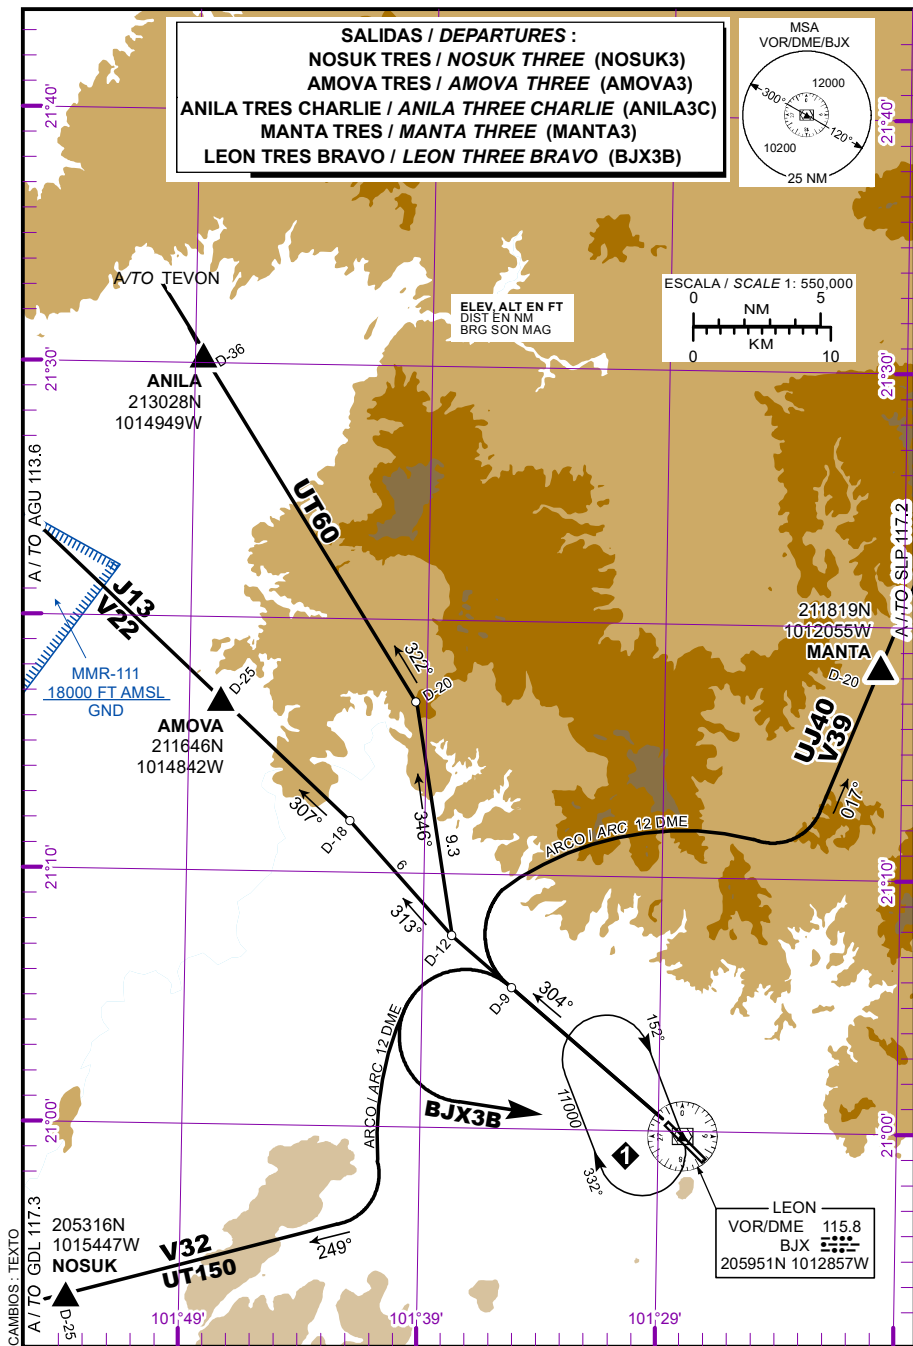 SALIDAS / DEPARTURES :
NOSUK TRES / NOSUK THREE (NOSUK3)
AMOVA TRES / AMOVA THREE (AMOVA3)
ANILA TRES CHARLIE / ANILA THREE CHARLIE (ANILA3C)
MANTA TRES / MANTA THREE (MANTA3)
LEON TRES BRAVO / LEON THREE BRAVO (BJX3B)
MSA
VOR/DME/BJX
12000
300°
120°
10200
25 NM
21°40'
21°40'
A/TO TEVON
ELEV, ALT EN FT
DIST EN NM
BRG SON MAG
ESCALA / SCALE 1: 550,000
0 5
NM
KM
0 10
D-36
21°30'
21°30'
ANILA
213028N
1014949W
UT60
A / TO AGU 113.6
A / TO SLP 117.2
J13
V22
MMR-111
18000 FT AMSL
GND
211819N
1012055W
MANTA
D-20
322°
D-20
D-25
AMOVA
211646N
1014842W
UJ40
V39
017°
307°
D-18
346°
9.3
ARCO / ARC 12 DME
6
21°10'
21°10'
313°
D-12
D-9
304°
152°
ARCO / ARC 12 DME
11000
BJX3B
332°
1
0
9
18
27
21°00'
21°00'
LEON
VOR/DME 115.8
BJX
205951N 1012857W
205316N
1015447W
NOSUK
V32
UT150
249°
D-25
A / TO GDL 117.3
CAMBIOS : TEXTO
101°49'
101°39'
101°29'